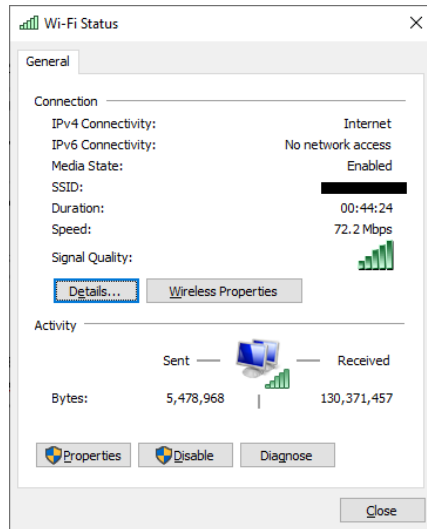 Wi-Fi Status
General
Connection
IPv4 Connectivity: Internet
IPv6 Connectivity: No network access
Media State: Enabled
SSID:
Duration: 00:44:24
Speed: 72.2 Mbps
Signal Quality:
Details... Wireless Properties
Activity
Sent Received
Bytes: 5,478,968 130,371,457
Properties Disable Diagnose
Close